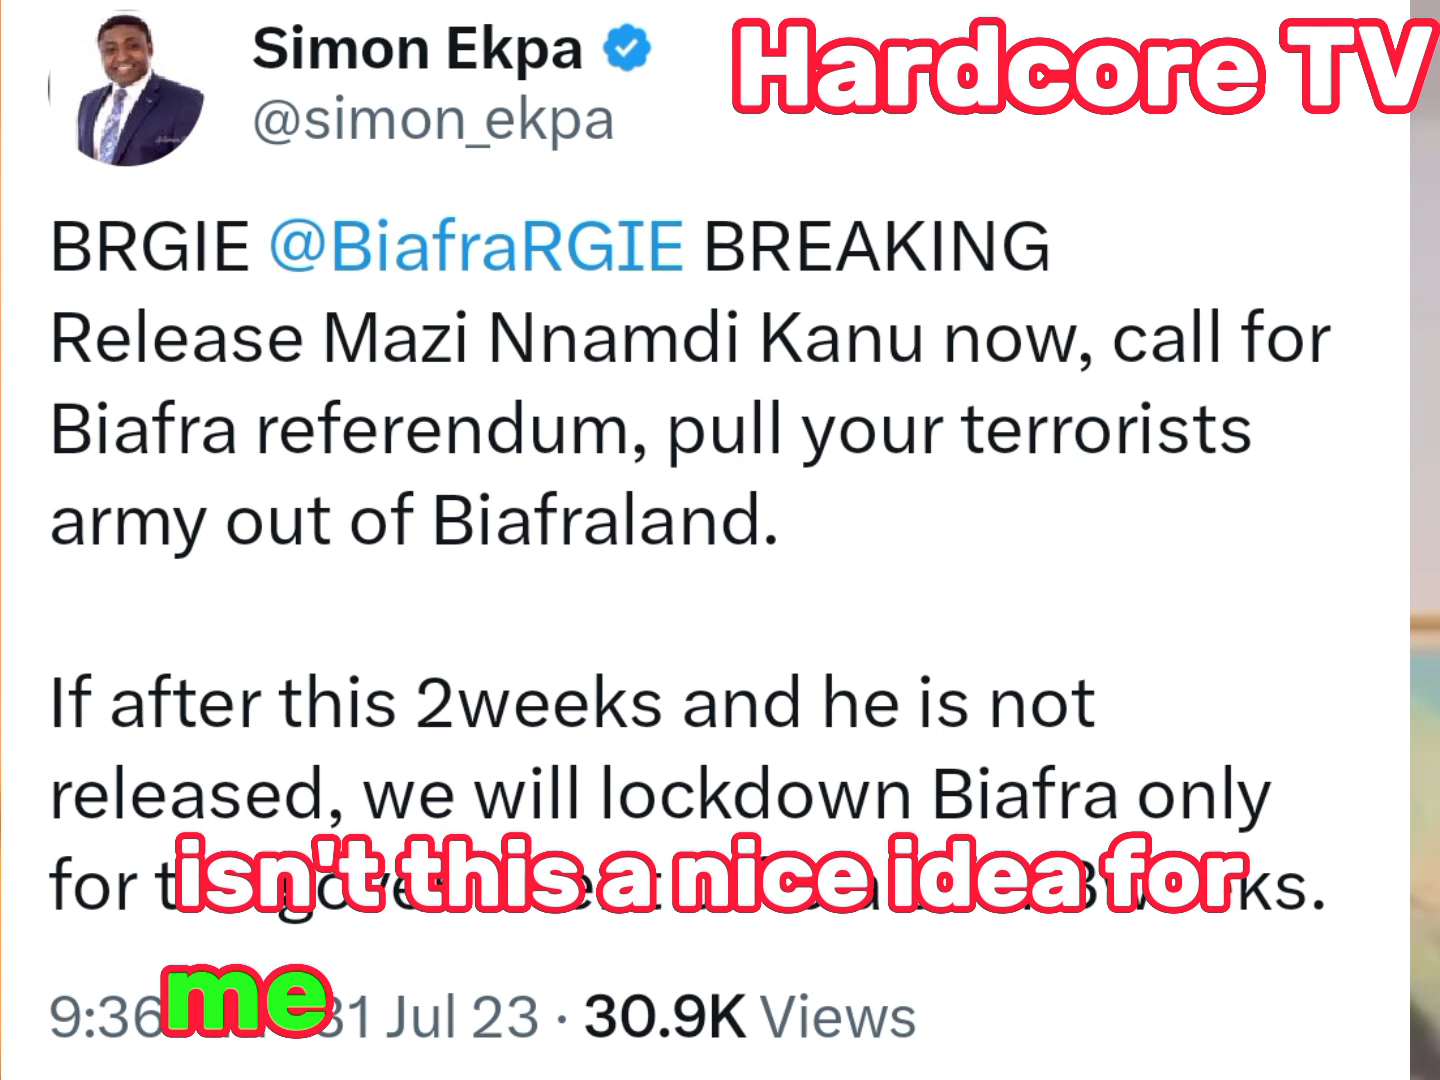 Simon Ekpa
Hardcore TV
@simon_ekpa
BRGIE @BiafraRGIE BREAKING
Release Mazi Nnamdi Kanu now, call for
Biafra referendum, pull your terrorists
army out of Biafraland.
If after this 2weeks and he is not
released, we will lockdown Biafra only
for
isn't this a nice idea for
me
9:36 31 Jul 23 · 30.9K Views